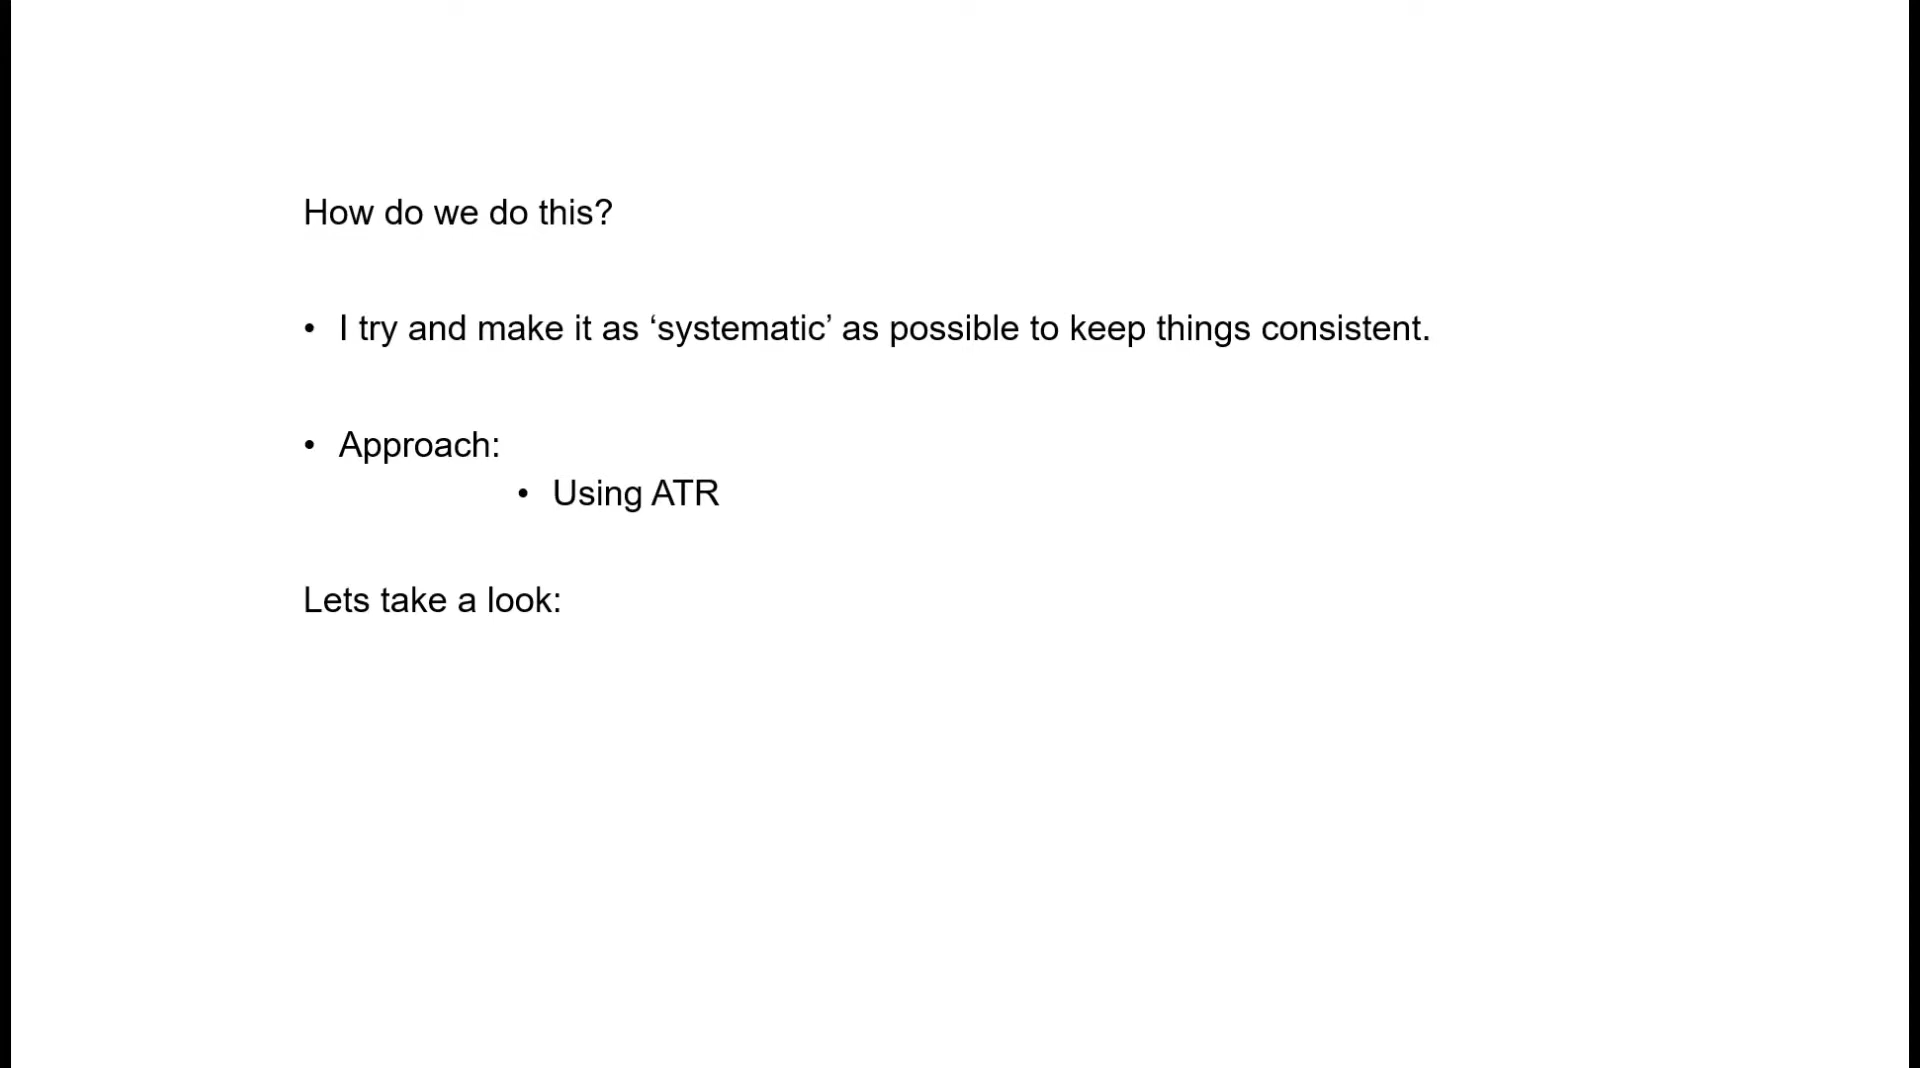 How do we do this?
• I try and make it as ‘systematic’ as possible to keep things consistent.
• Approach:
• Using ATR
Lets take a look: